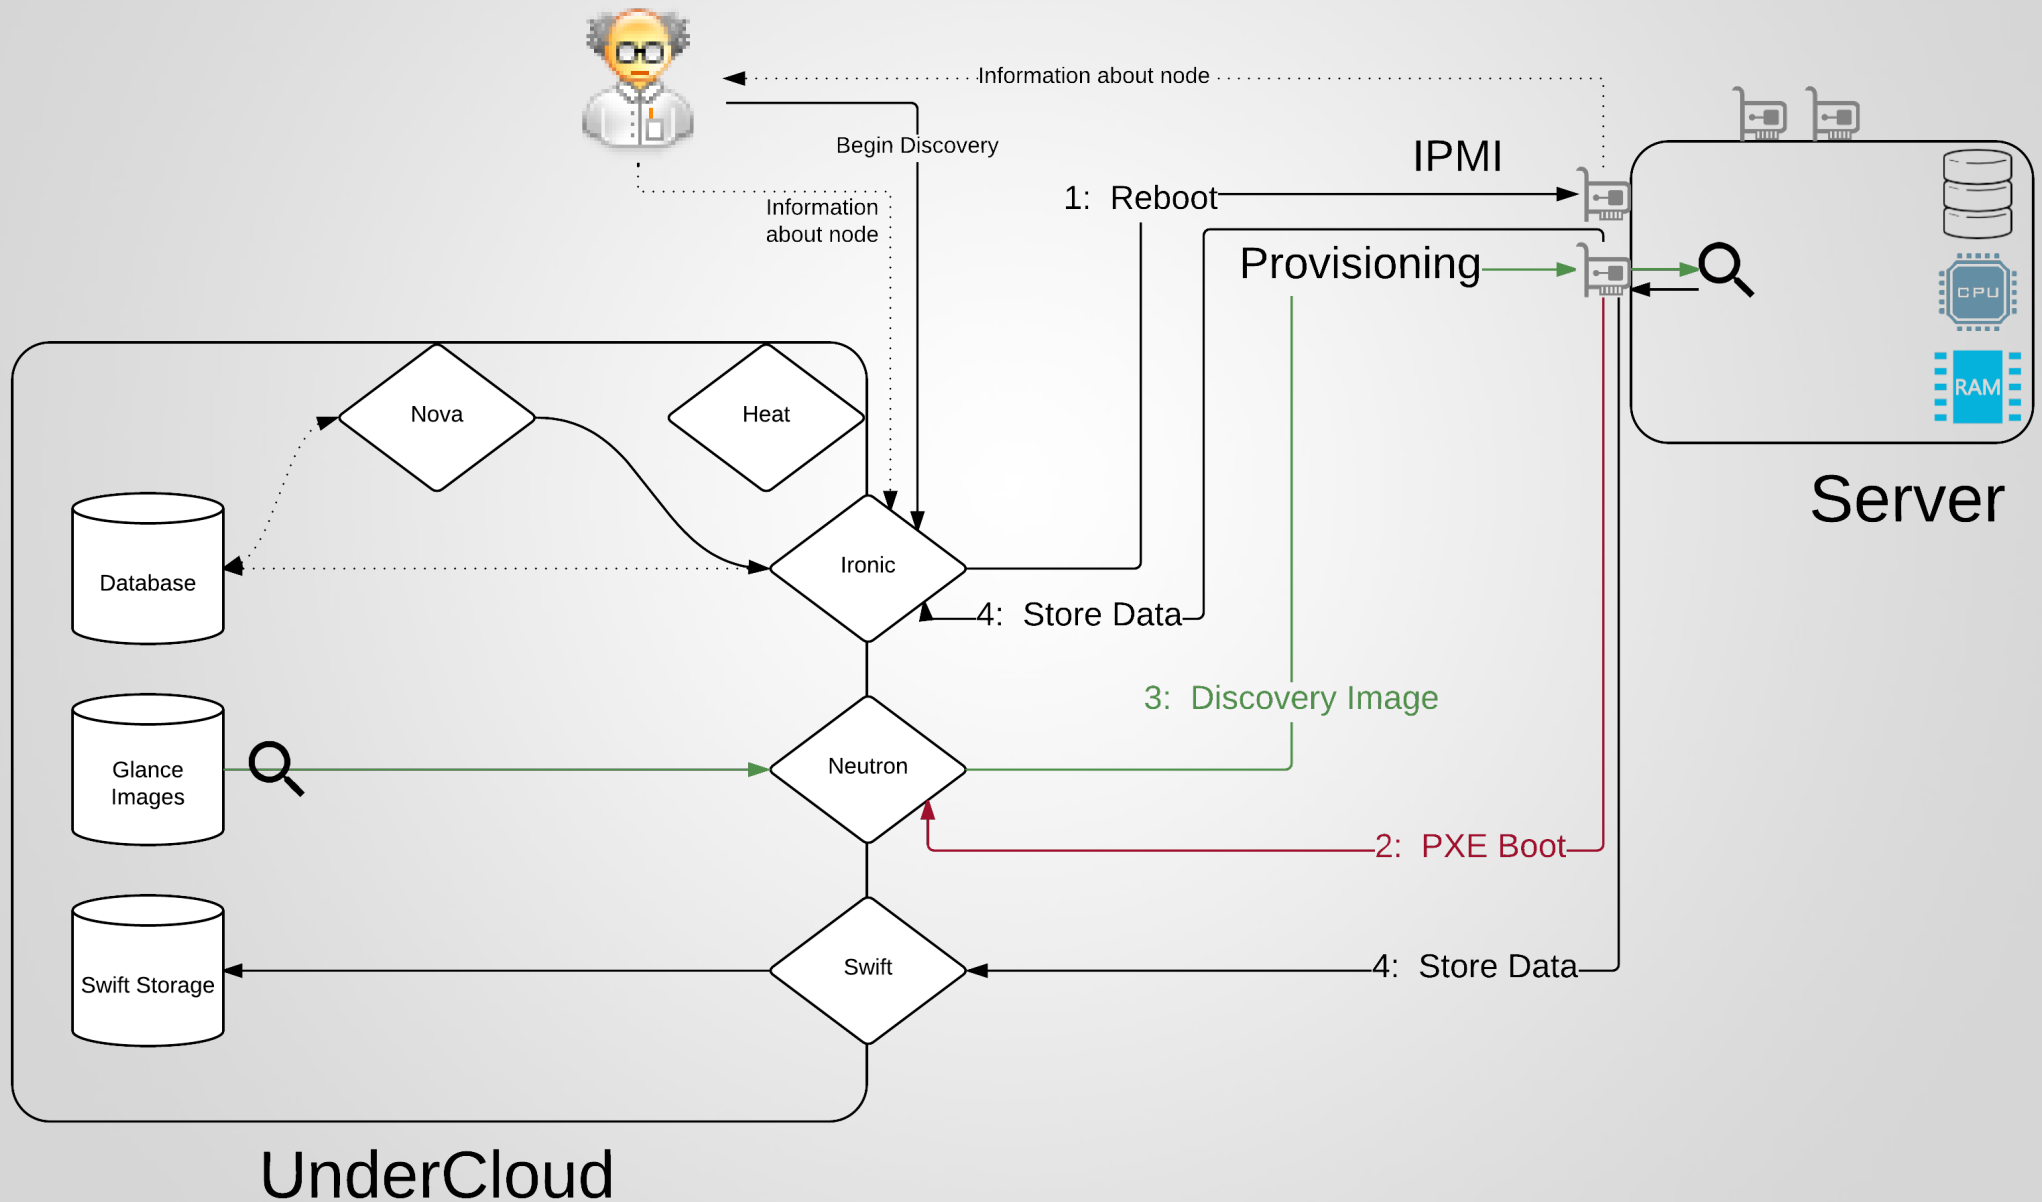 Information about node
Begin Discovery
IPMI
1:  Reboot
Information
about node
Provisioning
CPU
RAM
Nova
Heat
Server
Database
Ironic
4:  Store Data
3:  Discovery Image
Glance
Images
Neutron
2:  PXE Boot
Swift Storage
Swift
4:  Store Data
UnderCloud